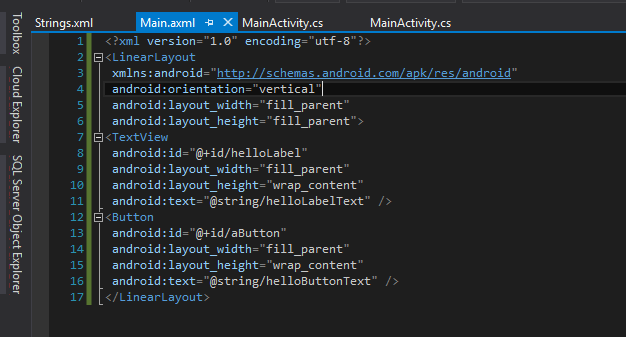 Toolbox
Cloud Explorer
SQL Server Object Explorer
Strings.xml Main.axml MainActivity.cs MainActivity.cs
1 <?xml version="1.0" encoding="utf-8"?>
2 <LinearLayout
3 xmlns:android="http://schemas.android.com/apk/res/android"
4 android:orientation="vertical"
5 android:layout_width="fill_parent"
6 android:layout_height="fill_parent">
7 <TextView
8 android:id="@+id/helloLabel"
9 android:layout_width="fill_parent"
10 android:layout_height="wrap_content"
11 android:text="@string/helloLabelText" />
12 <Button
13 android:id="@+id/aButton"
14 android:layout_width="fill_parent"
15 android:layout_height="wrap_content"
16 android:text="@string/helloButtonText" />
17 </LinearLayout>